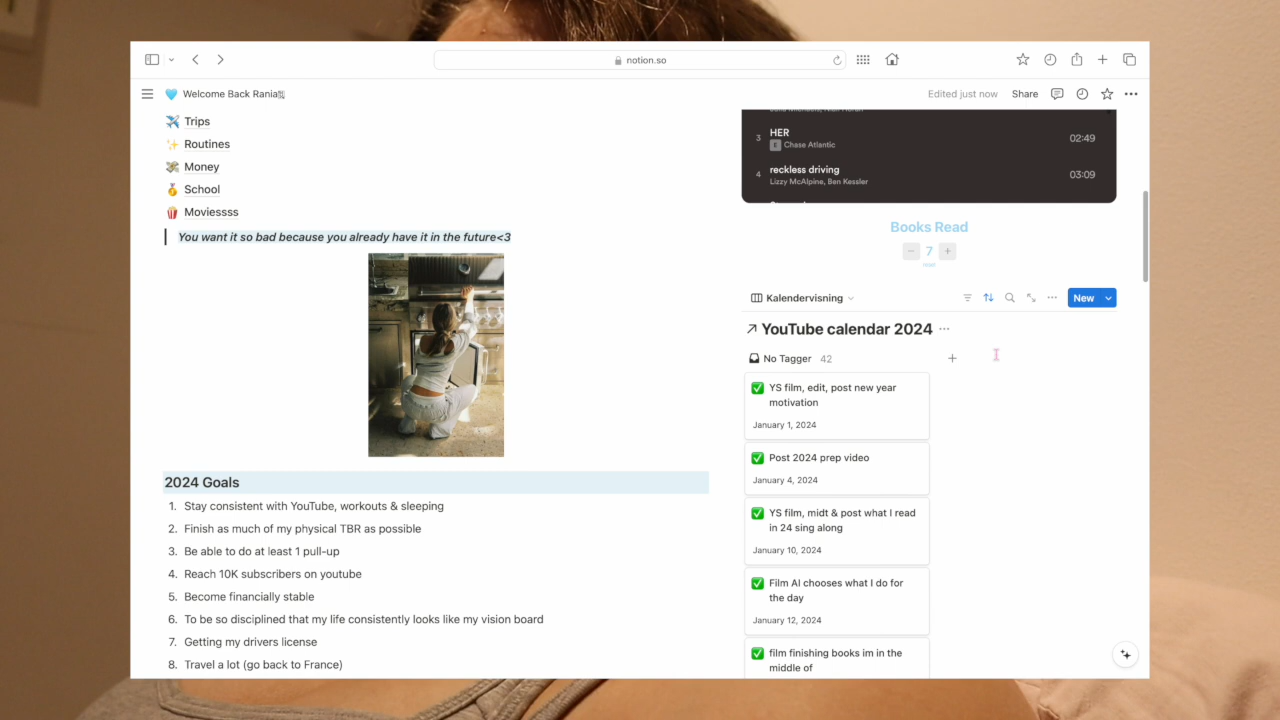 notion.so
Welcome Back Rania
Edited just now
Share
Trips
Routines
Money
School
Moviessss
You want it so bad because you already have it in the future<3
2024 Goals
1. Stay consistent with YouTube, workouts & sleeping
2. Finish as much of my physical TBR as possible
3. Be able to do at least 1 pull-up
4. Reach 10K subscribers on youtube
5. Become financially stable
6. To be so disciplined that my life consistently looks like my vision board
7. Getting my drivers license
8. Travel a lot (go back to France)
3 HER 02:49
E Chase Atlantic
4 reckless driving 03:09
Lizzy McAlpine, Ben Kessler
Books Read
− 7 +
read
Kalendervisning
New
YouTube calendar 2024
No Tagger 42
YS film, edit, post new year
motivation
January 1, 2024
Post 2024 prep video
January 4, 2024
YS film, midt & post what I read
in 24 sing along
January 10, 2024
Film AI chooses what I do for
the day
January 12, 2024
film finishing books im in the
middle of